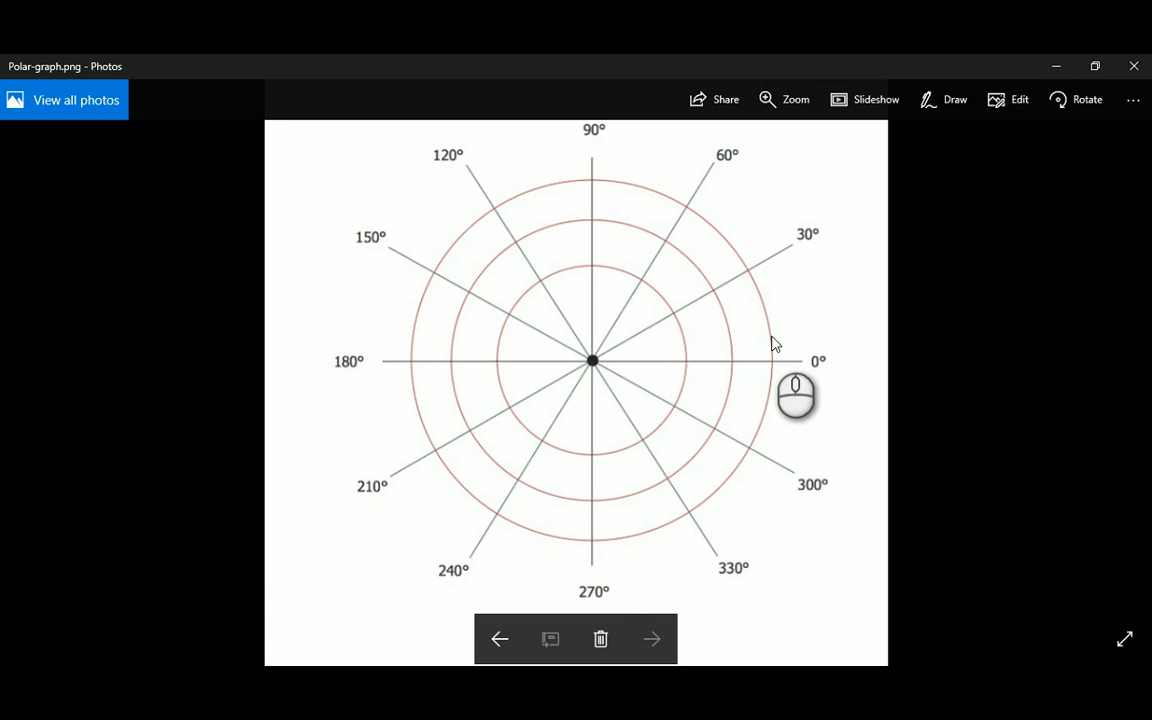 Polar-graph.png - Photos
View all photos
Share
Zoom
Slideshow
Draw
Edit
Rotate
90°
120°
60°
150°
30°
180°
0°
210°
300°
240°
330°
270°